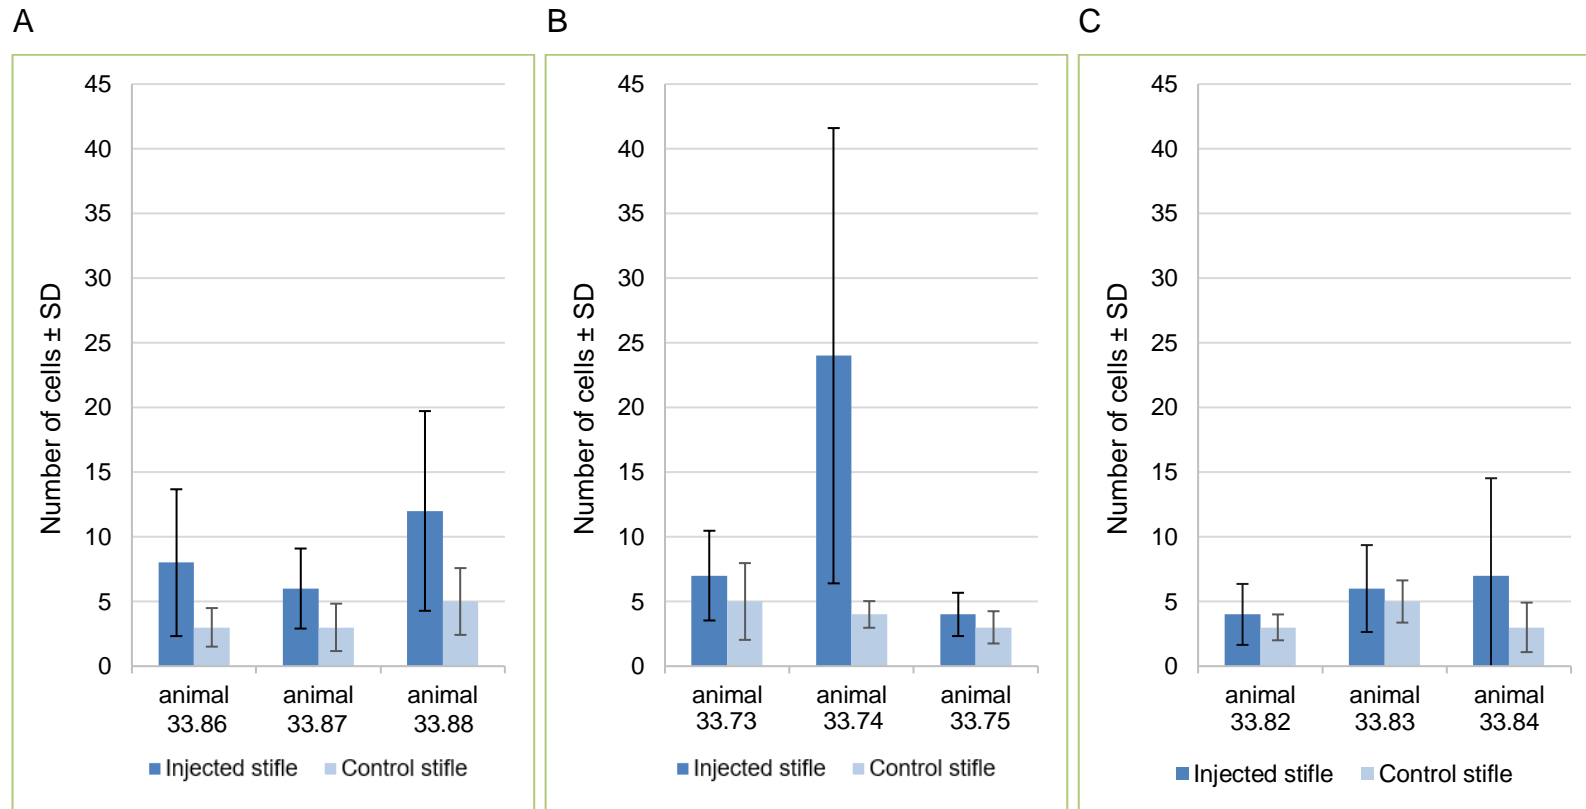 A
45
40
35
30
25
20
15
10
5
0
Number of cells ± SD
animal 33.86
animal 33.87
animal 33.88
Injected stifle
Control stifle
B
45
40
35
30
25
20
15
10
5
0
Number of cells ± SD
animal 33.73
animal 33.74
animal 33.75
Injected stifle
Control stifle
C
45
40
35
30
25
20
15
10
5
0
Number of cells ± SD
animal 33.82
animal 33.83
animal 33.84
Injected stifle
Control stifle